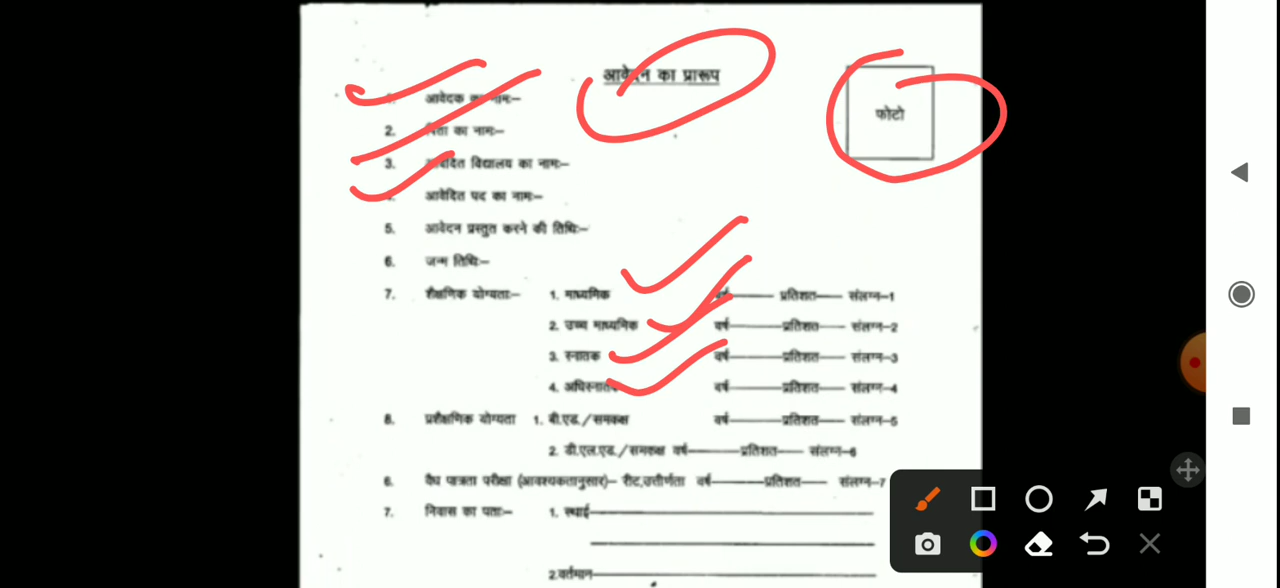 आवेदन का प्रारूप
फोटो
1. आवेदक का नामः–
2. पिता का नामः–
3. आवेदित विद्यालय का नामः–
4. आवेदित पद का नामः–
5. आवेदन प्रस्तुत करने की तिथिः–
6. जन्म तिथिः–
7. शैक्षणिक योग्यताः– 1. माध्यमिक वर्ष——— प्रतिशत—— संलग्न–1
2. उच्च माध्यमिक वर्ष———प्रतिशत—— संलग्न–2
3. स्नातक वर्ष———प्रतिशत—— संलग्न–3
4. अधिस्नातक वर्ष———प्रतिशत—— संलग्न–4
8. प्रशैक्षणिक योग्यता 1. बी.एड./समकक्ष वर्ष———प्रतिशत—— संलग्न–5
2. डी.एल.एड./समकक्ष वर्ष———प्रतिशत—— संलग्न–6
6. वैध पात्रता परीक्षा (आवश्यकतानुसार)– रीट,उत्तीर्णता वर्ष———प्रतिशत—— संलग्न–7
7. निवास का पताः– 1. स्थाई
2.वर्तमान